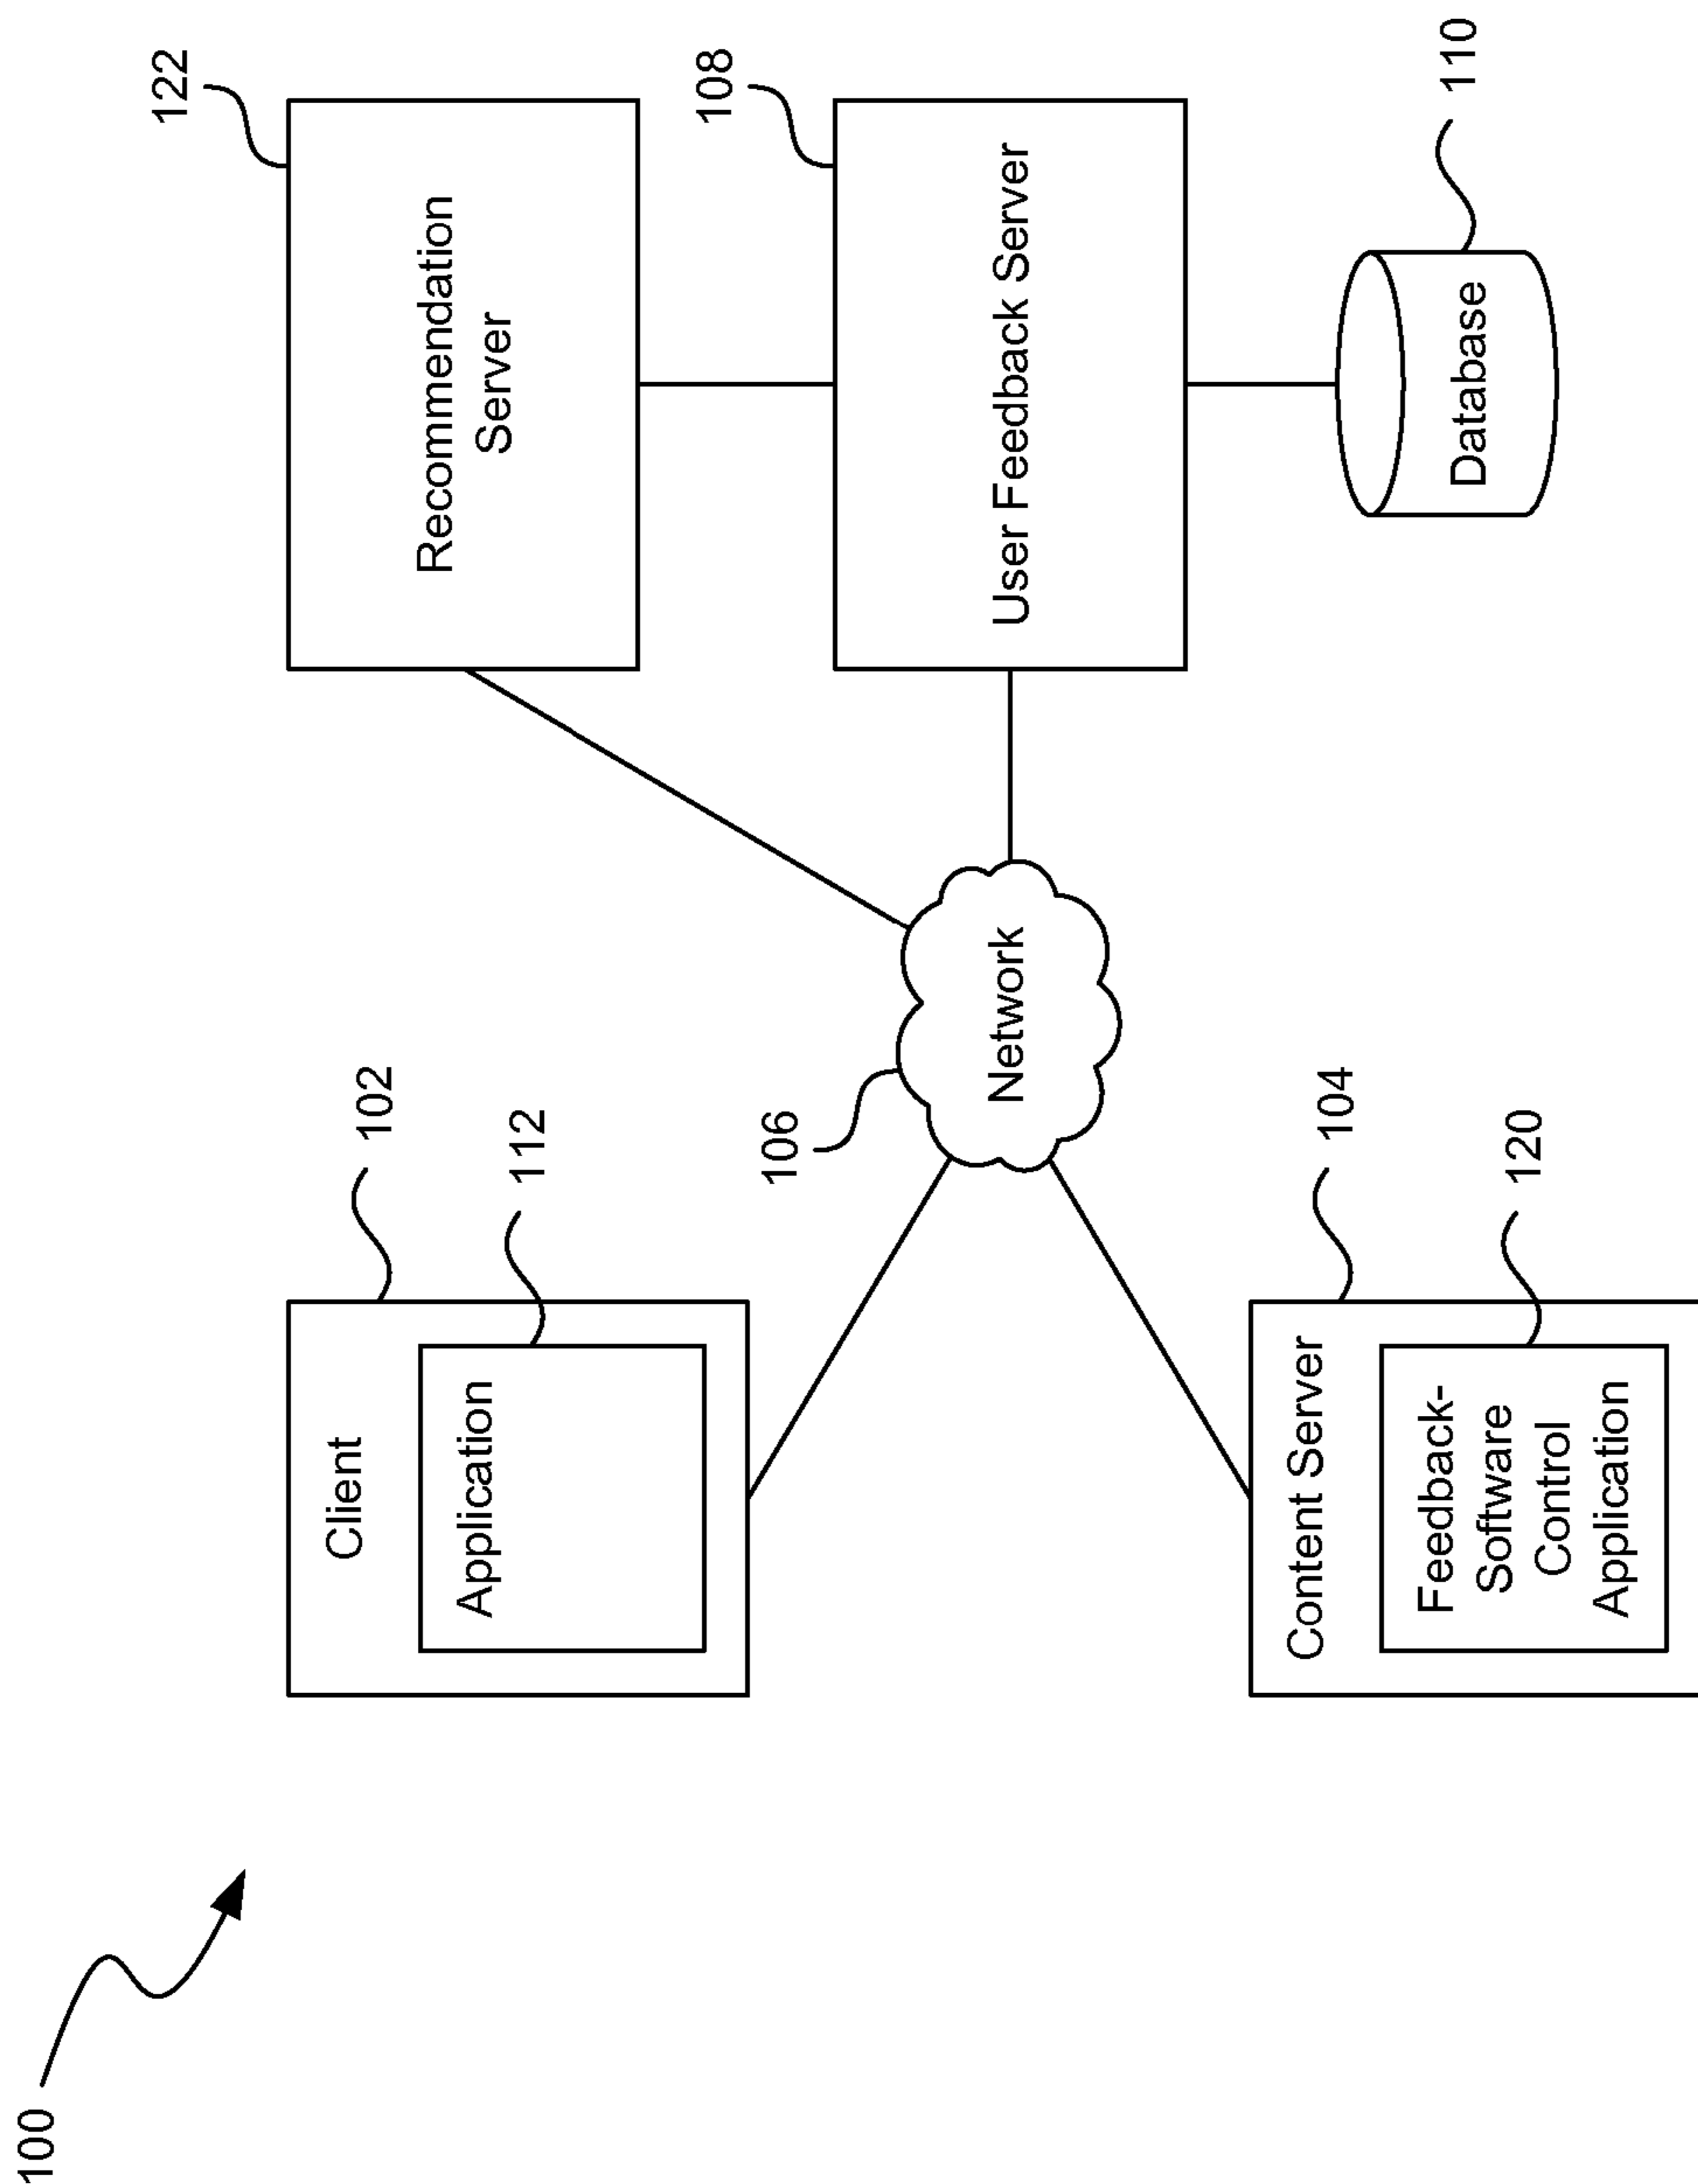 100
102
Client
112
Application
106
Network
104
Content Server
120
Feedback-
Software
Control
Application
122
Recommendation
Server
108
User Feedback Server
110
Database